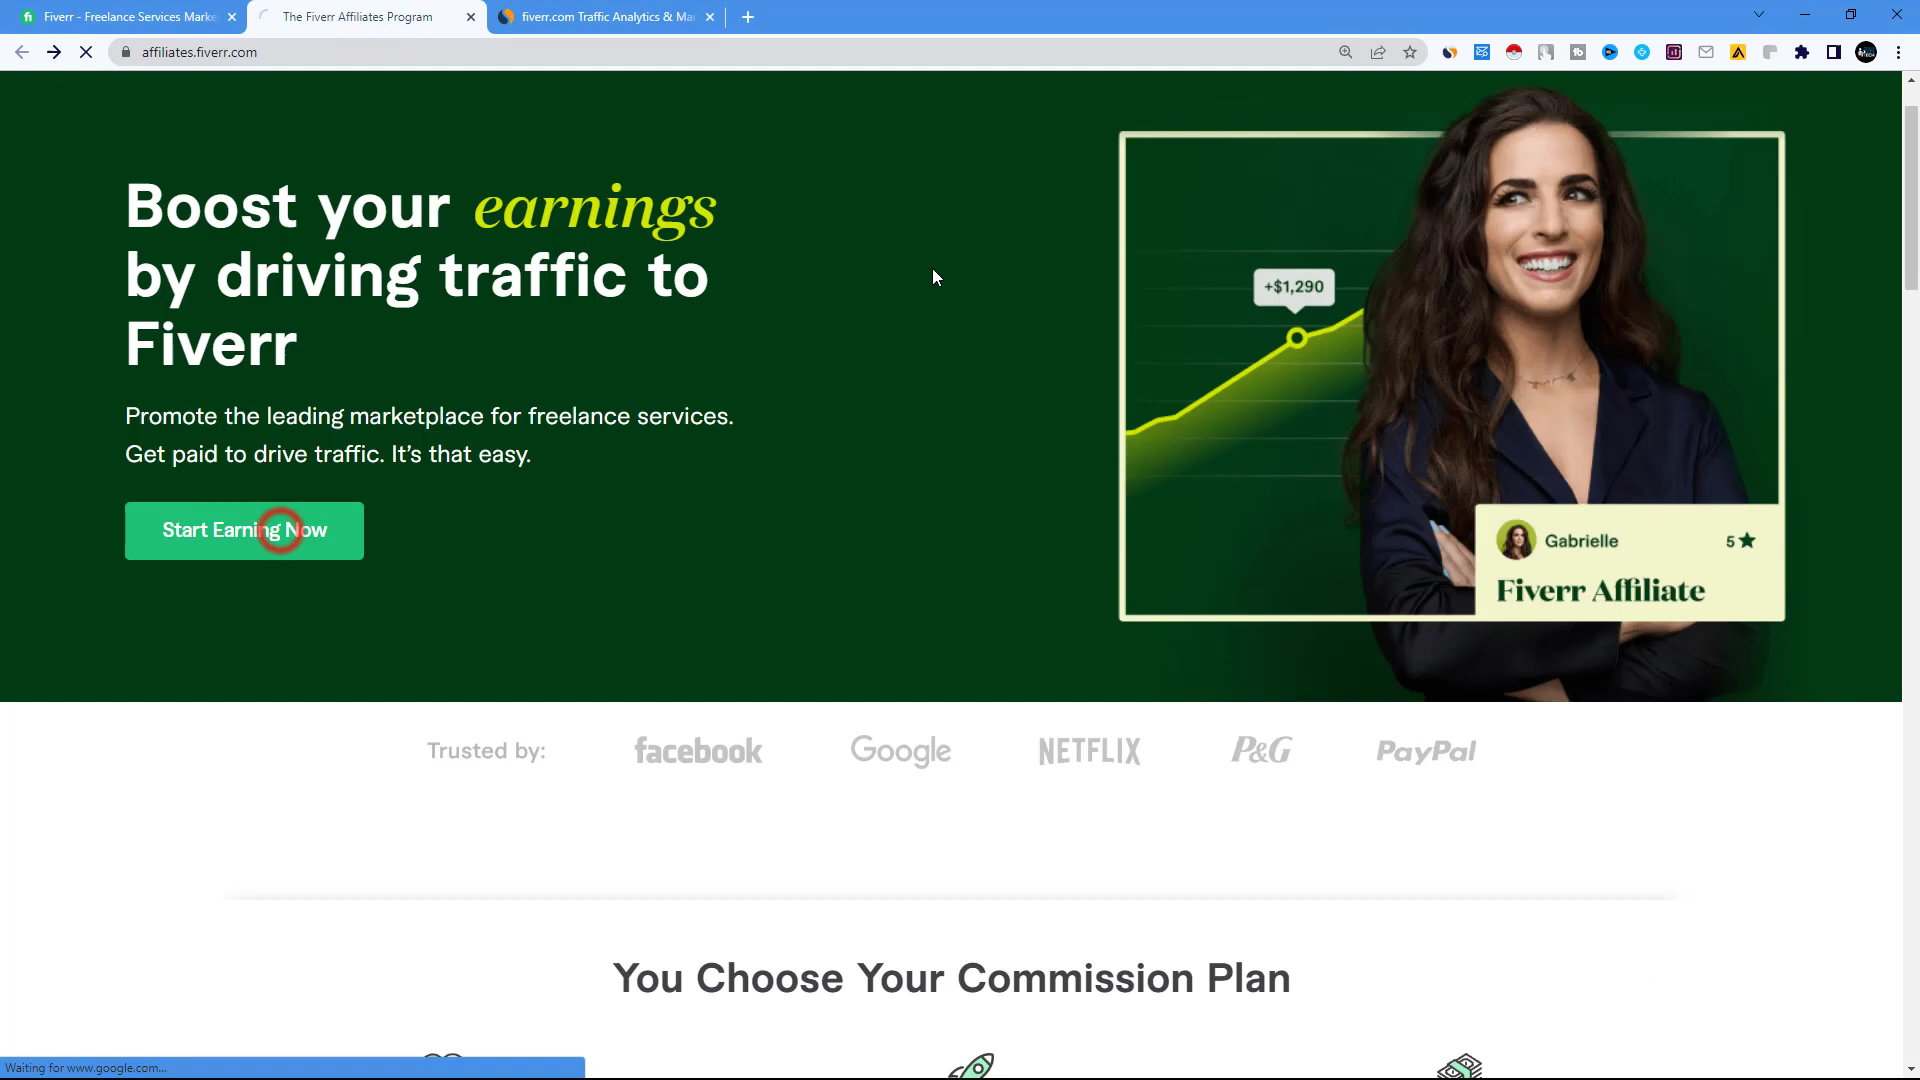 Fiverr - Freelance Services Marke
The Fiverr Affiliates Program
fiverr.com Traffic Analytics & Ma
affiliates.fiverr.com
Boost your earnings
by driving traffic to
Fiverr
Promote the leading marketplace for freelance services.
Get paid to drive traffic. It's that easy.
Start Earning Now
+$1,290
Gabrielle 5★
Fiverr Affiliate
Trusted by: facebook Google NETFLIX P&G PayPal
You Choose Your Commission Plan
Waiting for www.google.com...